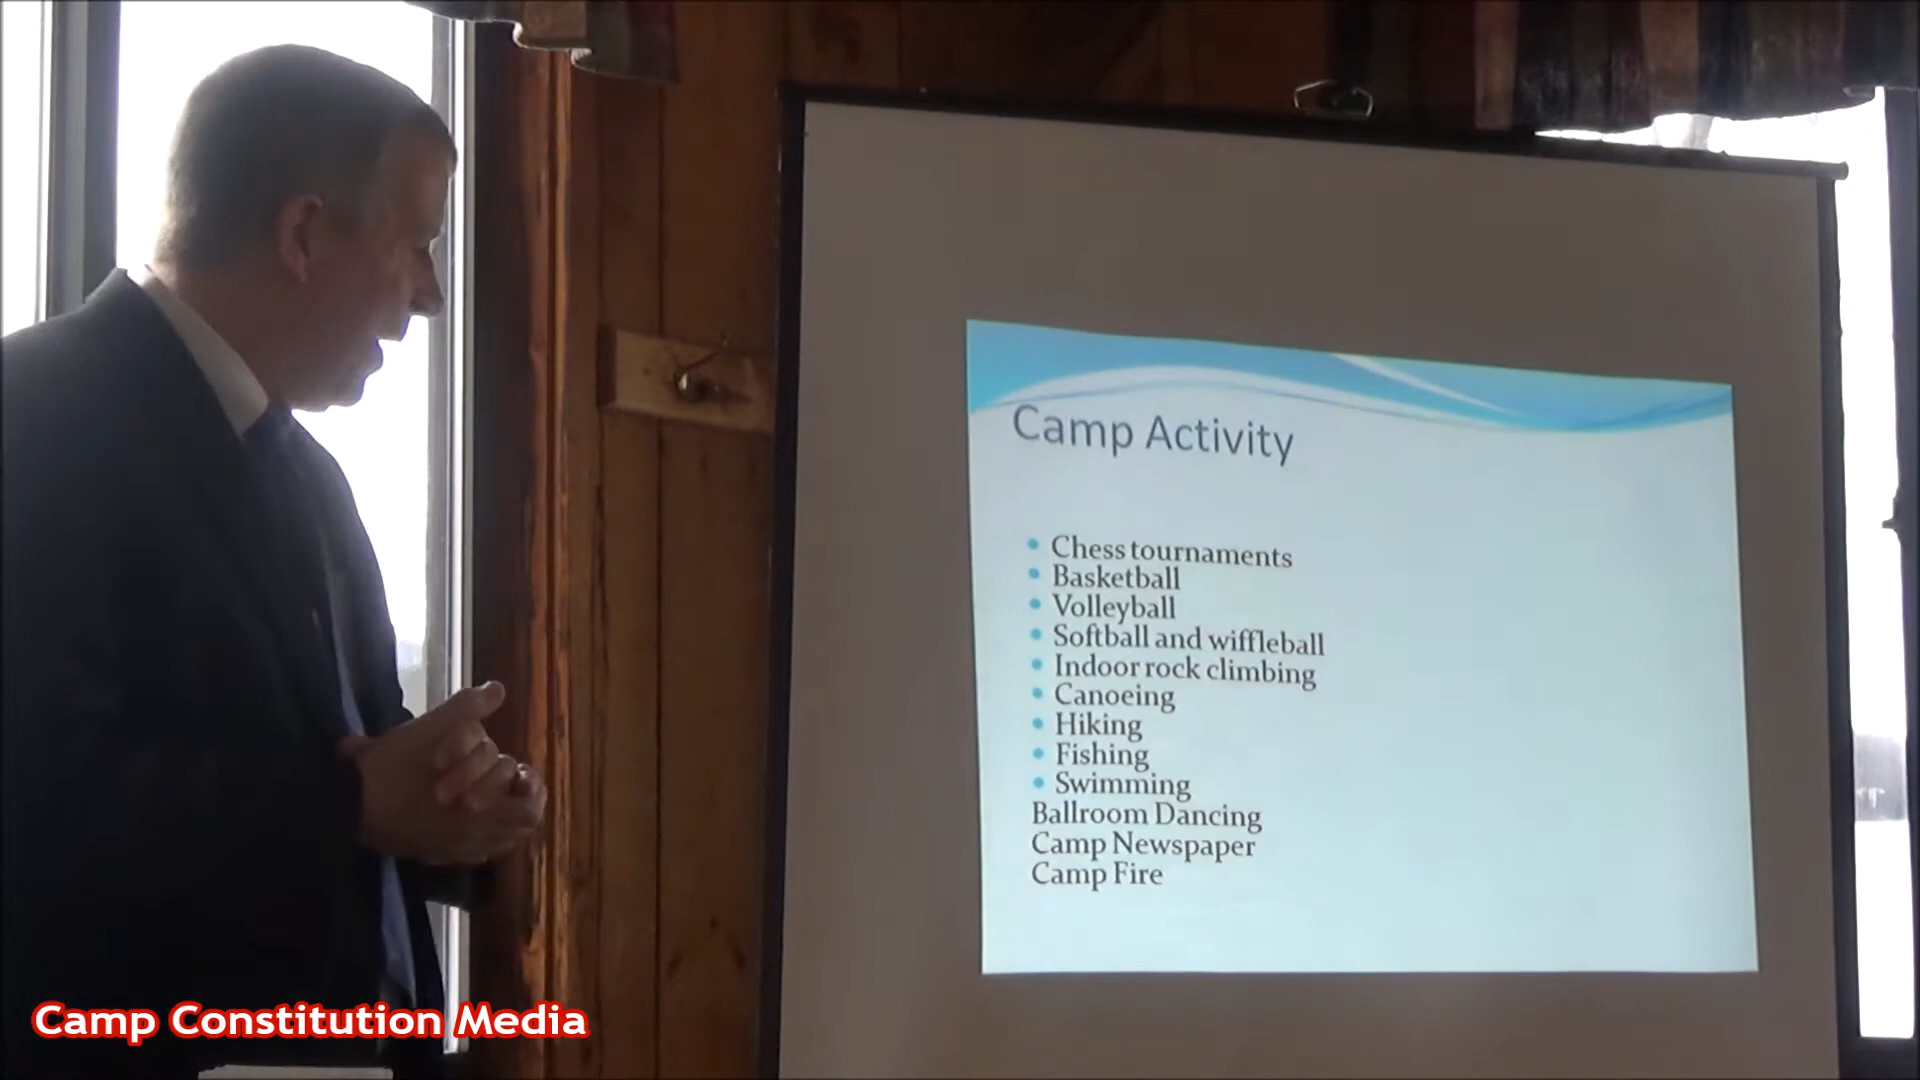 Camp Activity
• Chess tournaments
• Basketball
• Volleyball
• Softball and wiffleball
• Indoor rock climbing
• Canoeing
• Hiking
• Fishing
• Swimming
Ballroom Dancing
Camp Newspaper
Camp Fire
Camp Constitution Media